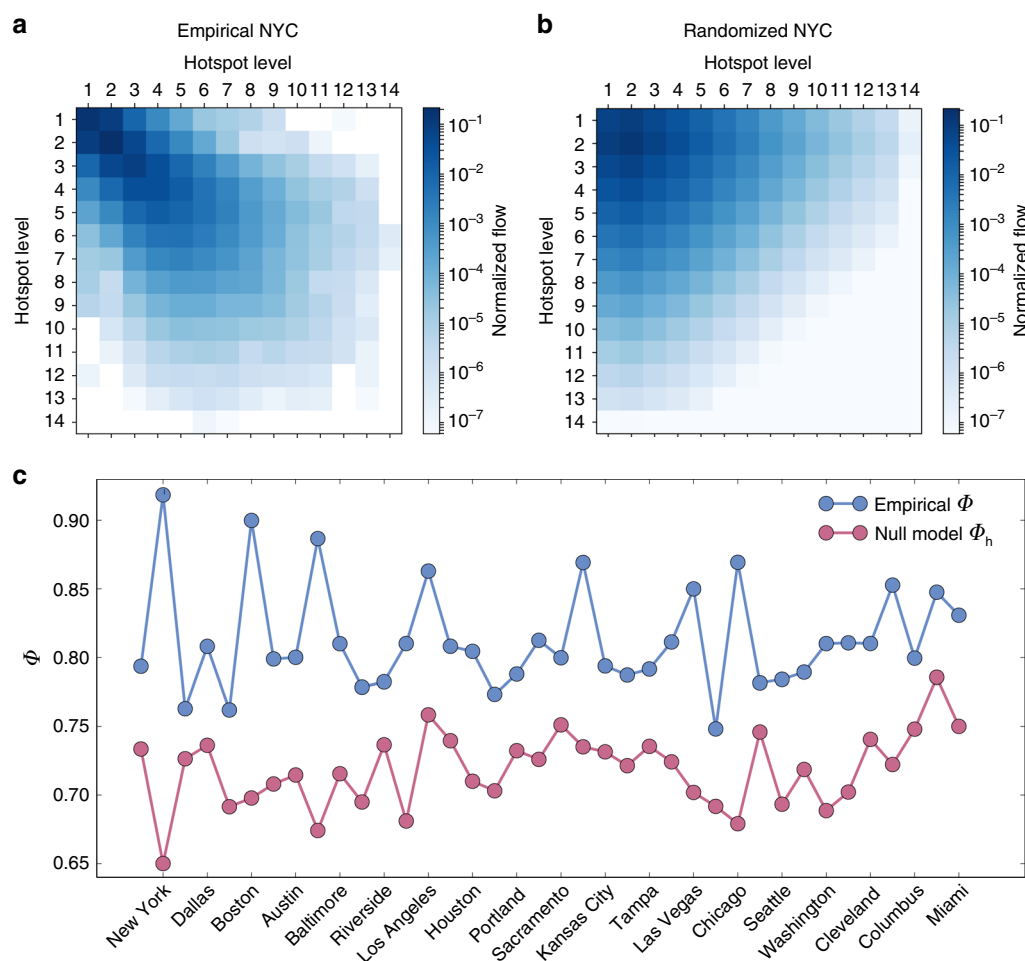 a
Empirical NYC
Hotspot level
1 2 3 4 5 6 7 8 9 10 11 12 13 14
Hotspot level
1
2
3
4
5
6
7
8
9
10
11
12
13
14
10−1
10−2
10−3
10−4
10−5
10−6
10−7
Normalized flow
b
Randomized NYC
Hotspot level
1 2 3 4 5 6 7 8 9 10 11 12 13 14
Hotspot level
1
2
3
4
5
6
7
8
9
10
11
12
13
14
10−1
10−2
10−3
10−4
10−5
10−6
10−7
Normalized flow
c
Φ
0.90
0.85
0.80
0.75
0.70
0.65
Empirical Φ
Null model Φh
New York
Dallas
Boston
Austin
Baltimore
Riverside
Los Angeles
Houston
Portland
Sacramento
Kansas City
Tampa
Las Vegas
Chicago
Seattle
Washington
Cleveland
Columbus
Miami